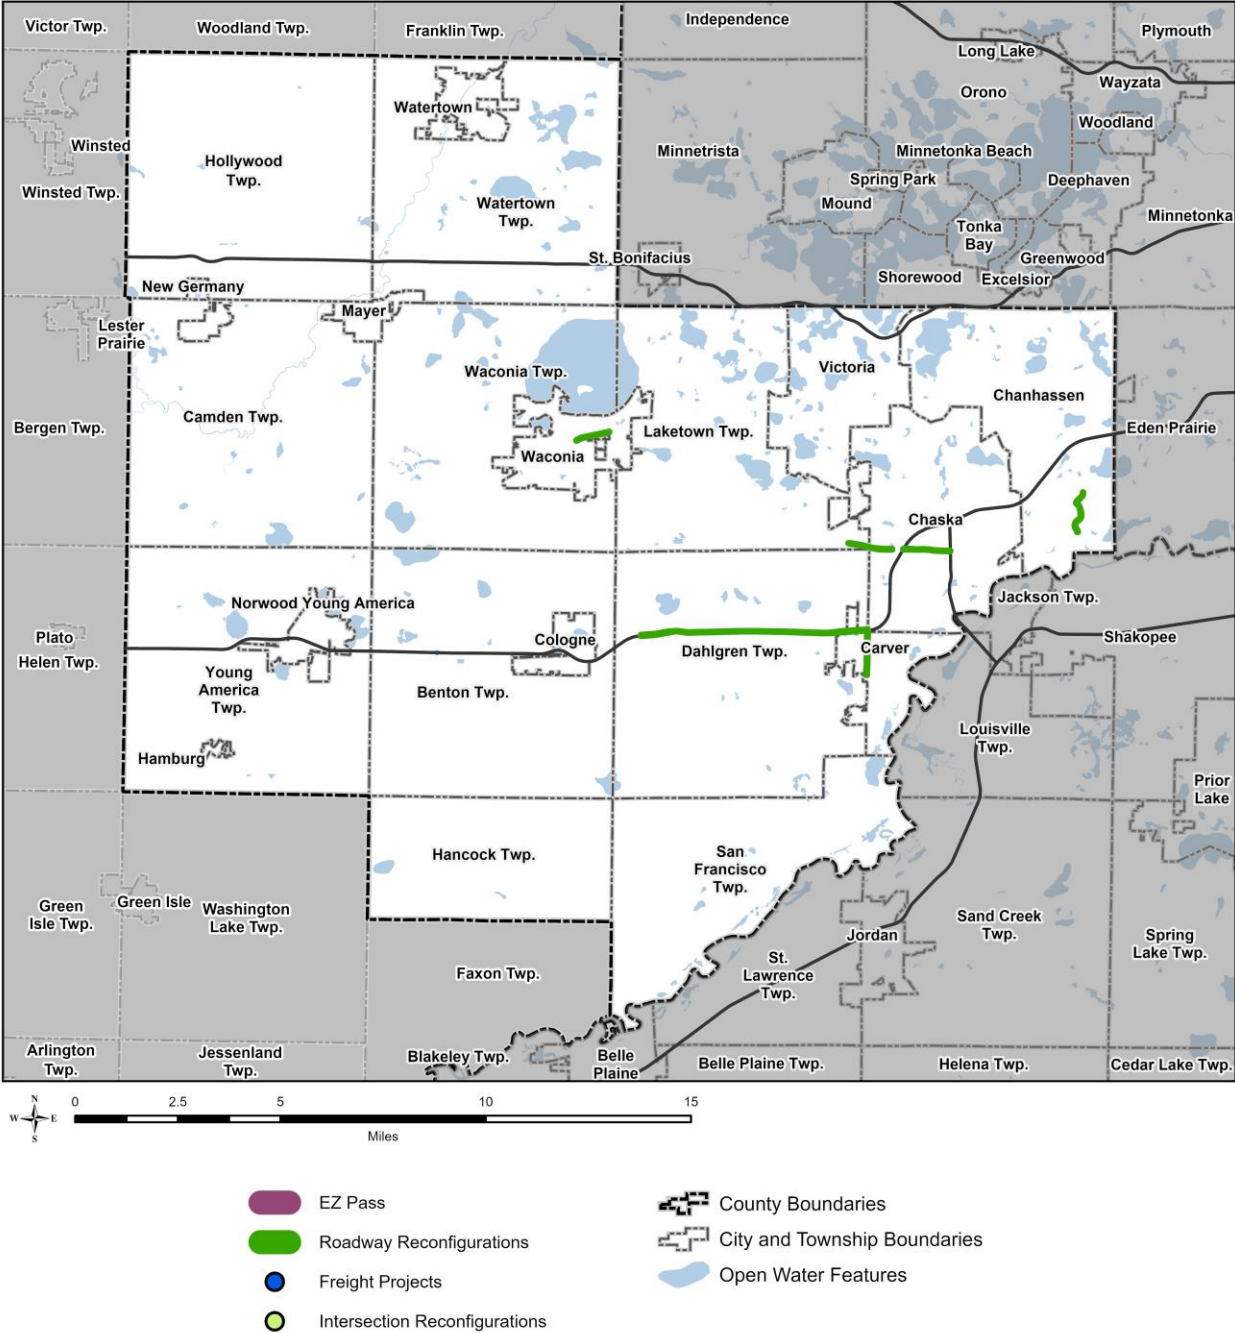 Victor Twp.
Woodland Twp.
Franklin Twp.
Independence
Plymouth
Long Lake
Wayzata
Orono
Watertown
Woodland
Winsted
Hollywood
Twp.
Minnetrista
Minnetonka Beach
Spring Park
Deephaven
Winsted Twp.
Watertown
Twp.
Mound
Minnetonka
Tonka
Bay
St. Bonifacius
Greenwood
Shorewood
Excelsior
New Germany
Mayer
Lester
Prairie
Waconia Twp.
Victoria
Chanhassen
Camden Twp.
Bergen Twp.
Laketown Twp.
Eden Prairie
Waconia
Chaska
Norwood Young America
Jackson Twp.
Plato
Helen Twp.
Cologne
Shakopee
Dahlgren Twp.
Carver
Young
America
Twp.
Benton Twp.
Louisville
Twp.
Hamburg
Prior
Lake
Hancock Twp.
San
Francisco
Twp.
Green
Isle Twp.
Green Isle
Washington
Lake Twp.
Sand Creek
Twp.
Jordan
Spring
Lake Twp.
Faxon Twp.
St.
Lawrence
Twp.
Arlington
Twp.
Jessenland
Twp.
Blakeley Twp.
Belle
Plaine
Belle Plaine Twp.
Helena Twp.
Cedar Lake Twp.
N
W E
S
0 2.5 5 10 15
Miles
EZ Pass
Roadway Reconfigurations
Freight Projects
Intersection Reconfigurations
County Boundaries
City and Township Boundaries
Open Water Features